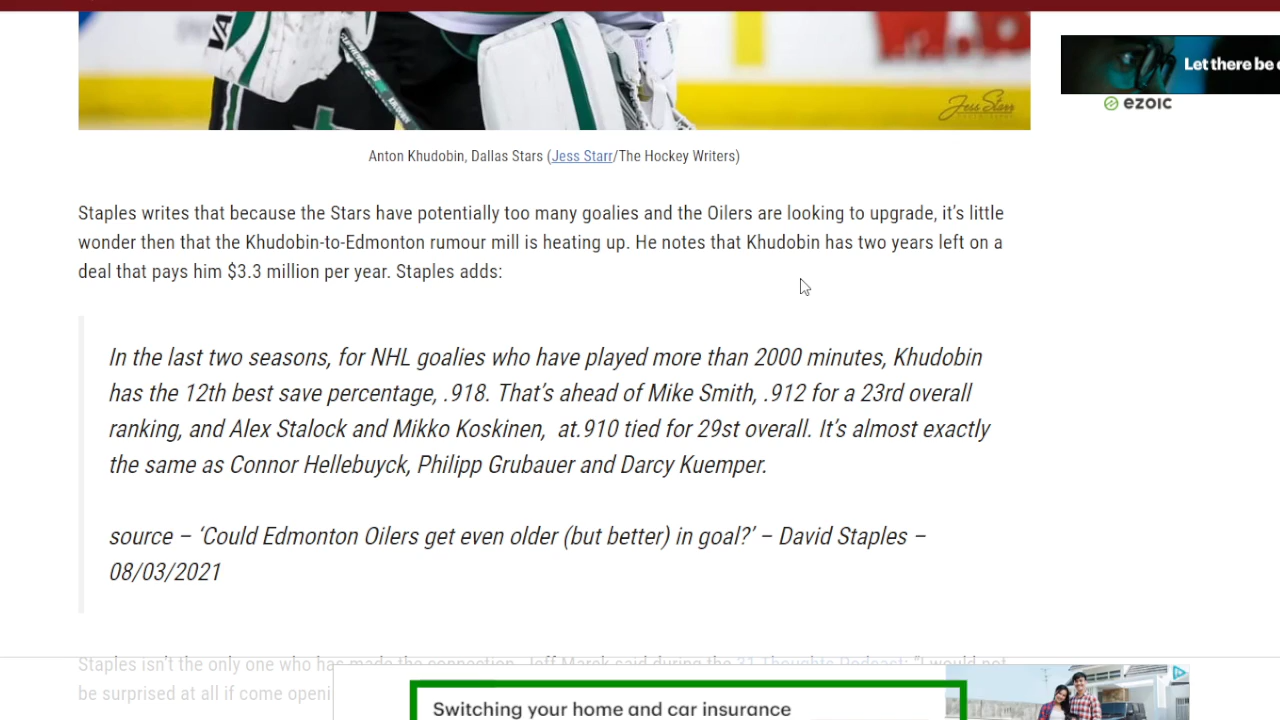 Jess Starr
Let there be
ezoic
Anton Khudobin, Dallas Stars (Jess Starr/The Hockey Writers)
Staples writes that because the Stars have potentially too many goalies and the Oilers are looking to upgrade, it’s little
wonder then that the Khudobin-to-Edmonton rumour mill is heating up. He notes that Khudobin has two years left on a
deal that pays him $3.3 million per year. Staples adds:
In the last two seasons, for NHL goalies who have played more than 2000 minutes, Khudobin
has the 12th best save percentage, .918. That’s ahead of Mike Smith, .912 for a 23rd overall
ranking, and Alex Stalock and Mikko Koskinen,  at.910 tied for 29st overall. It’s almost exactly
the same as Connor Hellebuyck, Philipp Grubauer and Darcy Kuemper.
source – ‘Could Edmonton Oilers get even older (but better) in goal?’ – David Staples –
08/03/2021
Staples isn’t the only one who has made the connection. Jeff Marek said during the 31 Thoughts Podcast: “I would not
be surprised at all if come openi
Switching your home and car insurance